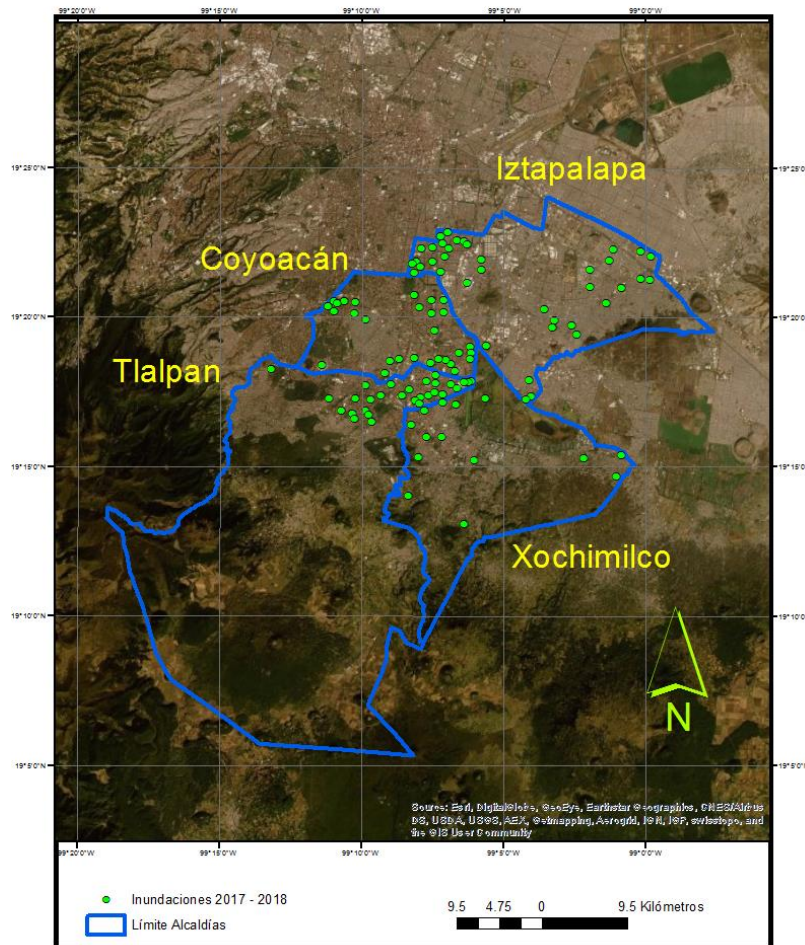 99°20'0"W 99°15'0"W 99°10'0"W 99°5'0"W 99°0'0"W
19°25'0"N 19°25'0"N
Iztapalapa
Coyoacán
19°20'0"N 19°20'0"N
Tlalpan
19°15'0"N 19°15'0"N
Xochimilco
19°10'0"N 19°10'0"N
N
19°5'0"N 19°5'0"N
Source: Esri, DigitalGlobe, GeoEye, Earthstar Geographics, CNES/Airbus
DS, USDA, USGS, AEX, Getmapping, Aerogrid, IGN, IGP, swisstopo, and
the GIS User Community
99°20'0"W 99°15'0"W 99°10'0"W 99°5'0"W 99°0'0"W
Inundaciones 2017 - 2018
Límite Alcaldías
9.5 4.75 0 9.5 Kilómetros